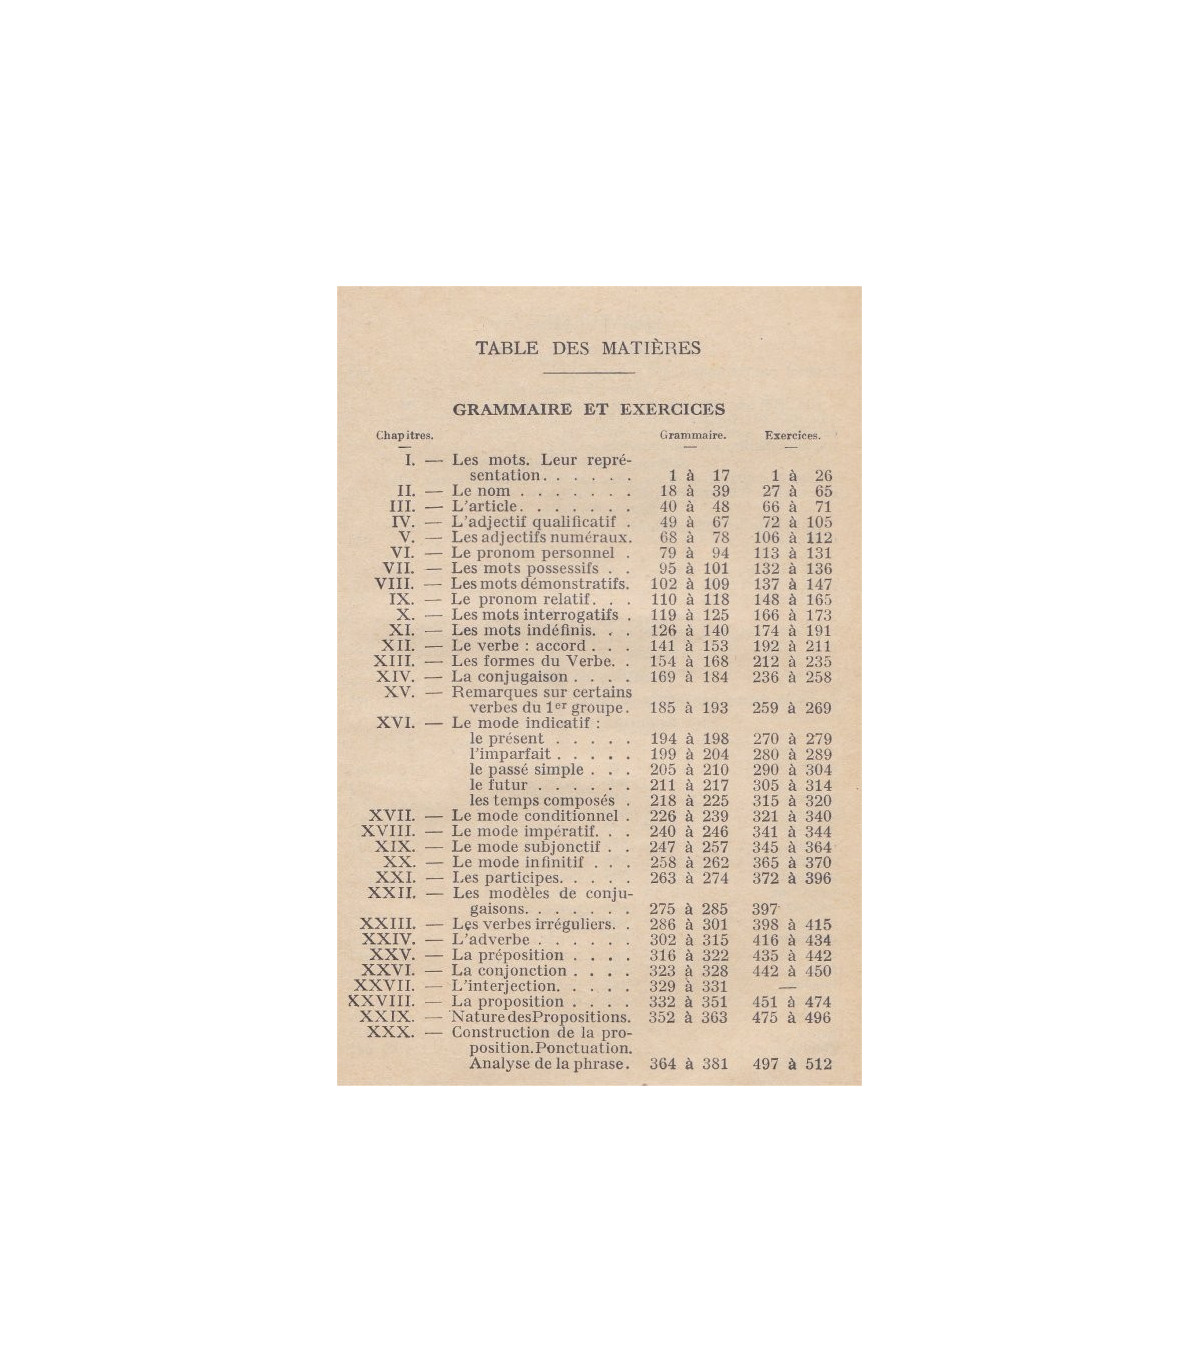 TABLE DES MATIÈRES
GRAMMAIRE ET EXERCICES
Chapitres. Grammaire. Exercices.
I. — Les mots. Leur repré-
sentation. . . . . . 1 à 17 1 à 26
II. — Le nom . . . . . . . 18 à 39 27 à 65
III. — L'article. . . . . . . 40 à 48 66 à 71
IV. — L'adjectif qualificatif . 49 à 67 72 à 105
V. — Les adjectifs numéraux. 68 à 78 106 à 112
VI. — Le pronom personnel . 79 à 94 113 à 131
VII. — Les mots possessifs . . 95 à 101 132 à 136
VIII. — Les mots démonstratifs. 102 à 109 137 à 147
IX. — Le pronom relatif. . . 110 à 118 148 à 165
X. — Les mots interrogatifs . 119 à 125 166 à 173
XI. — Les mots indéfinis. . . 126 à 140 174 à 191
XII. — Le verbe : accord . . . 141 à 153 192 à 211
XIII. — Les formes du Verbe. . 154 à 168 212 à 235
XIV. — La conjugaison . . . . 169 à 184 236 à 258
XV. — Remarques sur certains
verbes du 1er groupe. 185 à 193 259 à 269
XVI. — Le mode indicatif :
le présent . . . . . 194 à 198 270 à 279
l'imparfait . . . . . 199 à 204 280 à 289
le passé simple . . . 205 à 210 290 à 304
le futur . . . . . . 211 à 217 305 à 314
les temps composés . 218 à 225 315 à 320
XVII. — Le mode conditionnel . 226 à 239 321 à 340
XVIII. — Le mode impératif. . . 240 à 246 341 à 344
XIX. — Le mode subjonctif . . 247 à 257 345 à 364
XX. — Le mode infinitif . . . 258 à 262 365 à 370
XXI. — Les participes. . . . . 263 à 274 372 à 396
XXII. — Les modèles de conju-
gaisons. . . . . . . 275 à 285 397
XXIII. — Les verbes irréguliers. . 286 à 301 398 à 415
XXIV. — L'adverbe . . . . . . 302 à 315 416 à 434
XXV. — La préposition . . . . 316 à 322 435 à 442
XXVI. — La conjonction . . . . 323 à 328 442 à 450
XXVII. — L'interjection. . . . . 329 à 331 —
XXVIII. — La proposition . . . . 332 à 351 451 à 474
XXIX. — Nature des Propositions. 352 à 363 475 à 496
XXX. — Construction de la pro-
position. Ponctuation.
Analyse de la phrase. 364 à 381 497 à 512